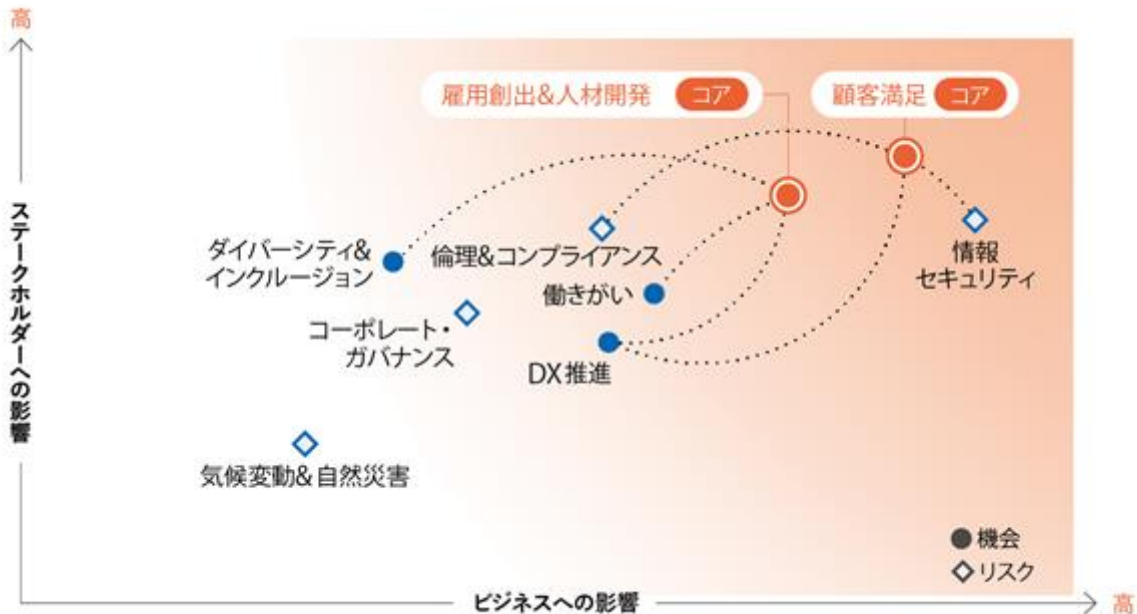 高
雇用創出&人材開発 コア
顧客満足 コア
ステークホルダーへの影響
ダイバーシティ&
インクルージョン
倫理&コンプライアンス
働きがい
情報
セキュリティ
コーポレート・
ガバナンス
DX推進
気候変動&自然災害
機会
リスク
ビジネスへの影響
高